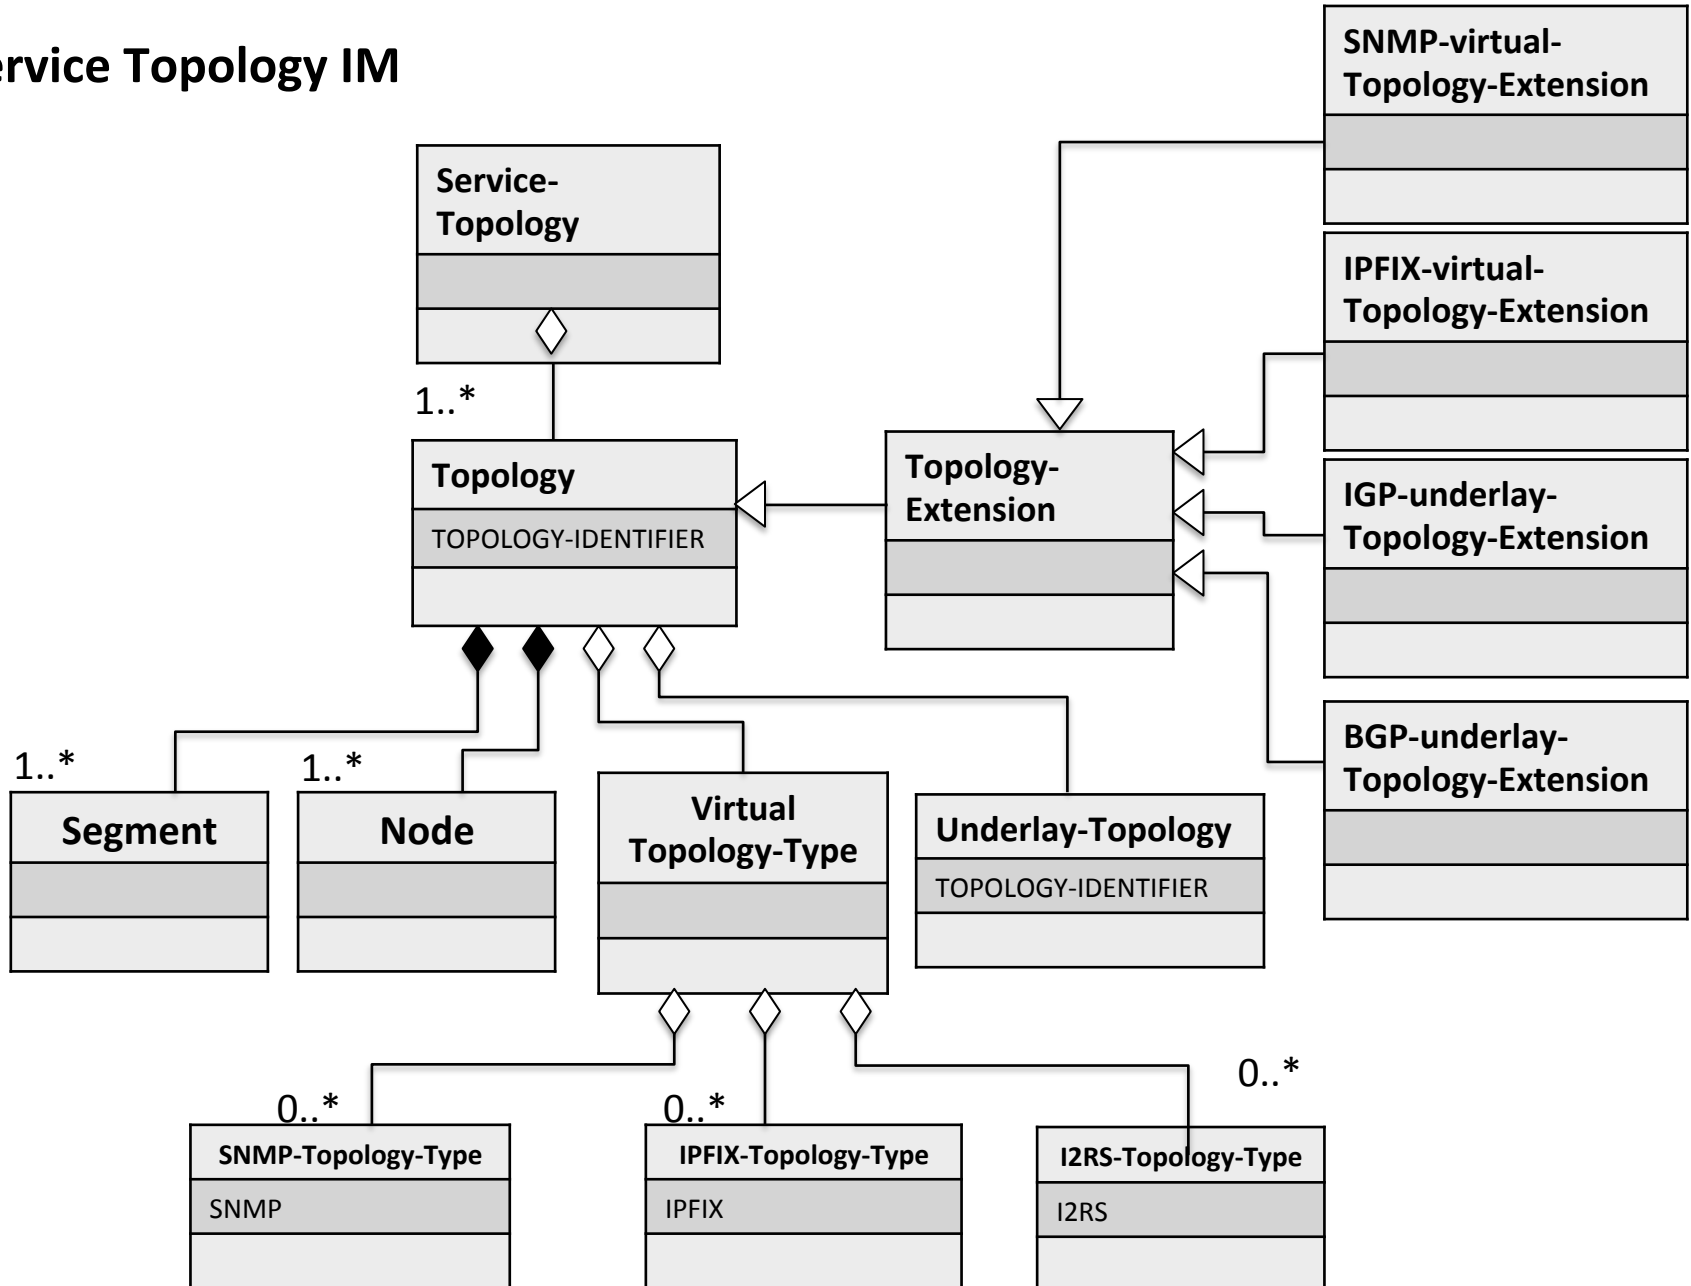 ervice Topology IM
SNMP-virtual-
Topology-Extension
Service-
Topology
IPFIX-virtual-
Topology-Extension
1..*
Topology
TOPOLOGY-IDENTIFIER
Topology-
Extension
IGP-underlay-
Topology-Extension
BGP-underlay-
Topology-Extension
1..*
1..*
Segment
Node
Virtual
Topology-Type
Underlay-Topology
TOPOLOGY-IDENTIFIER
0..*
0..*
0..*
SNMP-Topology-Type
SNMP
IPFIX-Topology-Type
IPFIX
I2RS-Topology-Type
I2RS